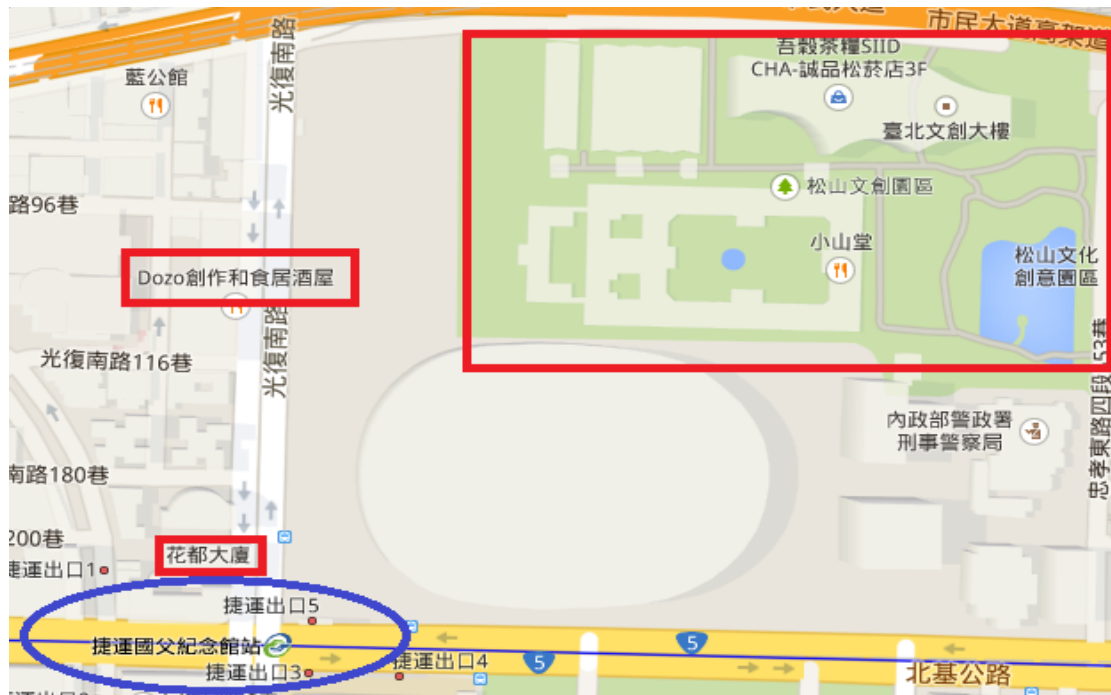 市民大道高架道
吾穀茶糧SIID
CHA-誠品松菸店3F
藍公館
光復南路
臺北文創大樓
松山文創園區
路96巷
小山堂
松山文化
創意園區
Dozo創作和食居酒屋
光復南路
光復南路116巷
忠孝東路四段553巷
內政部警政署
刑事警察局
南路180巷
200巷
花都大廈
捷運出口1
捷運出口5
捷運國父紀念館站
捷運出口3
捷運出口4
5
5
北基公路